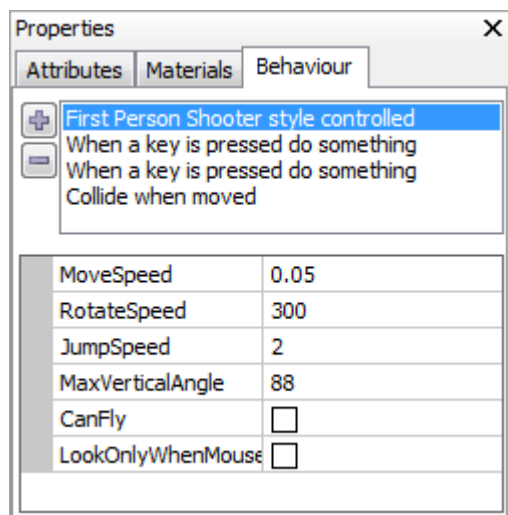 Properties
Attributes Materials Behaviour
First Person Shooter style controlled
When a key is pressed do something
When a key is pressed do something
Collide when moved
MoveSpeed 0.05
RotateSpeed 300
JumpSpeed 2
MaxVerticalAngle 88
CanFly
LookOnlyWhenMouse